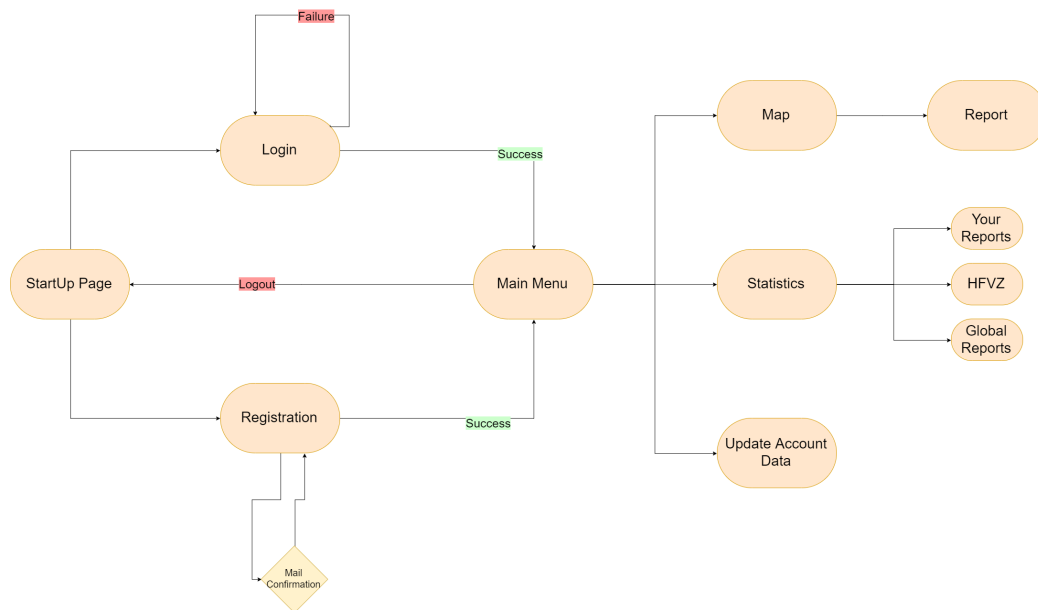 Failure
Login
Success
Map
Report
StartUp Page
Logout
Main Menu
Statistics
Your
Reports
HFVZ
Global
Reports
Registration
Success
Update Account
Data
Mail
Confirmation